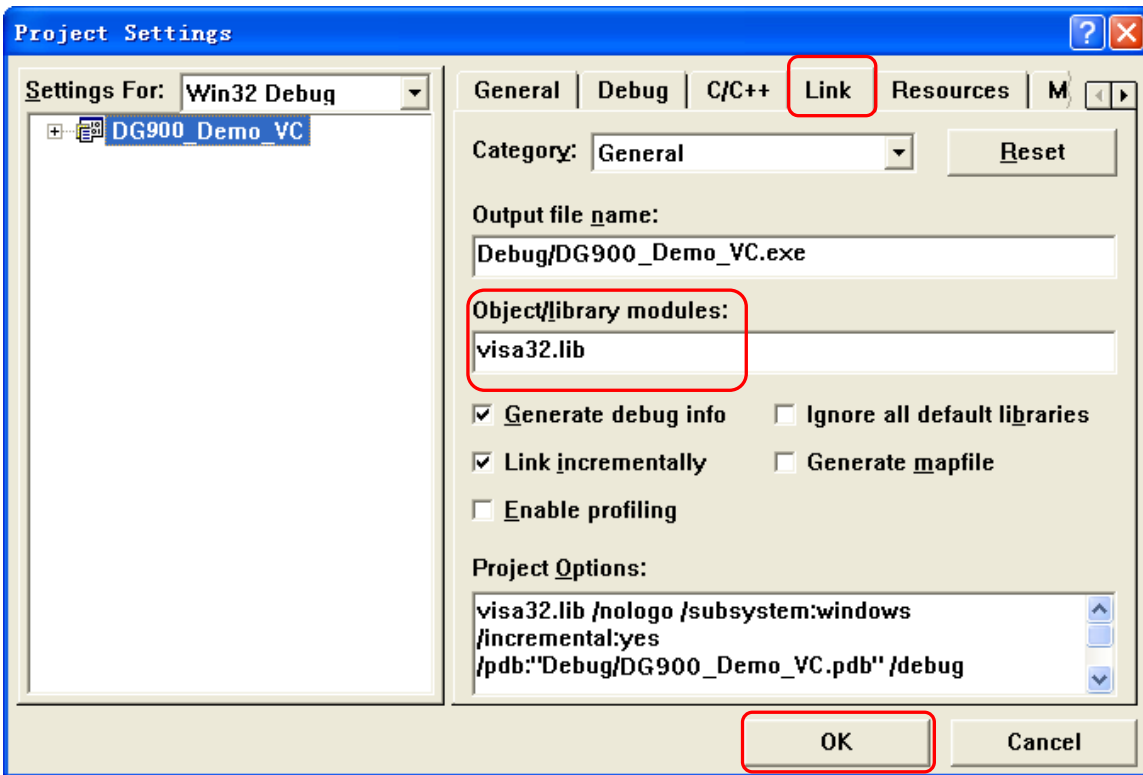 Project Settings
Settings For: Win32 Debug
DG900_Demo_VC
General Debug C/C++ Link Resources M
Category: General Reset
Output file name:
Debug/DG900_Demo_VC.exe
Object/library modules:
visa32.lib
Generate debug info Ignore all default libraries
Link incrementally Generate mapfile
Enable profiling
Project Options:
visa32.lib /nologo /subsystem:windows
/incremental:yes
/pdb:"Debug/DG900_Demo_VC.pdb" /debug
OK Cancel